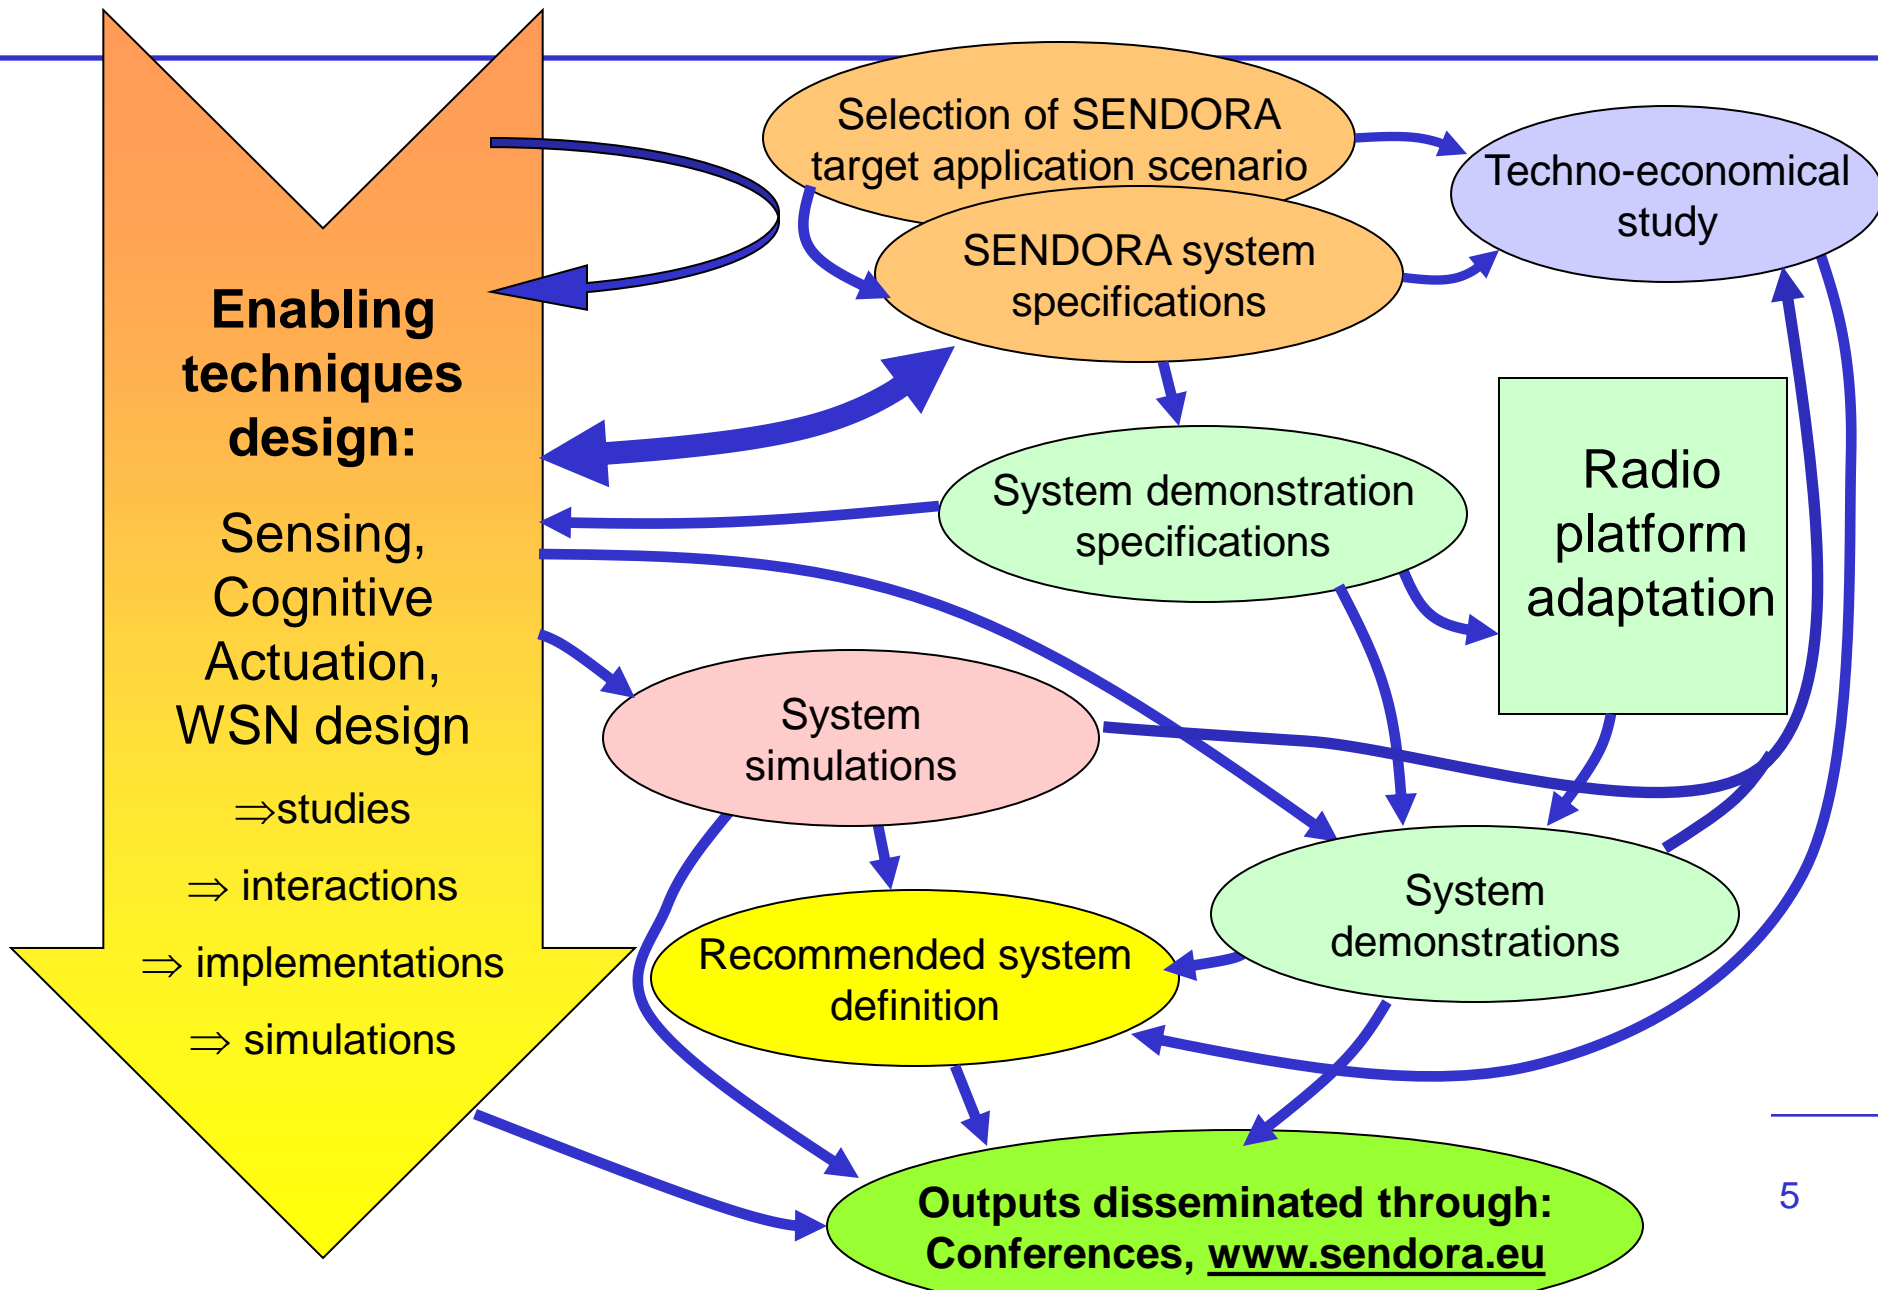 Enabling
techniques
design:
Sensing,
Cognitive
Actuation,
WSN design
⇒studies
⇒ interactions
⇒ implementations
⇒ simulations
Selection of SENDORA
target application scenario
SENDORA system
specifications
Techno-economical
study
System demonstration
specifications
Radio
platform
adaptation
System
simulations
System
demonstrations
Recommended system
definition
Outputs disseminated through:
Conferences, www.sendora.eu
5